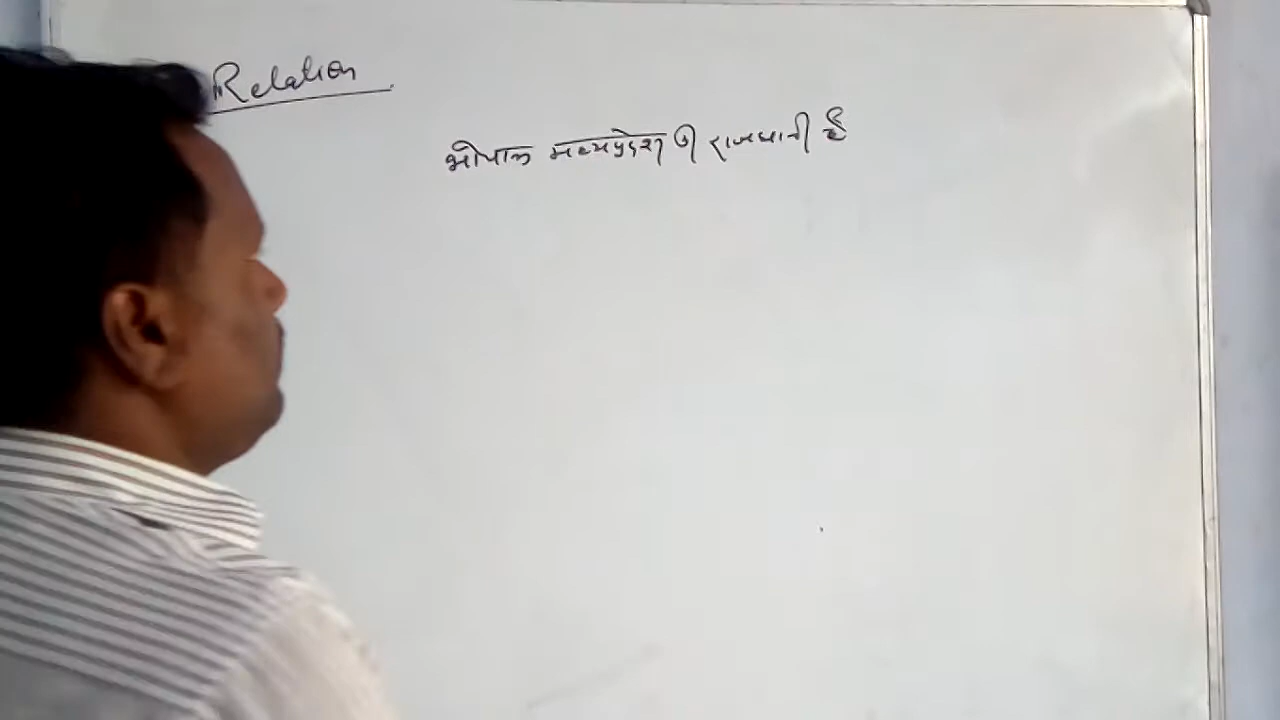 Relation
भोपाल मध्यप्रदेश की राजधानी है